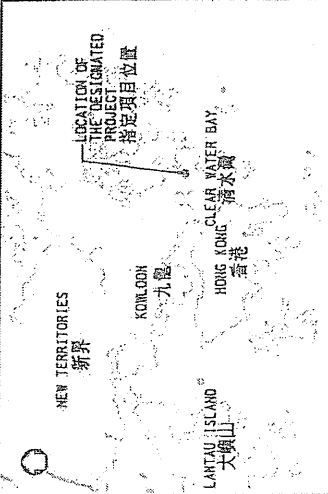 LOCATION OF
THE DESIGNATED
PROJECT
指定項目位置
NEW TERRITORIES
新界
KOWLOON
九龍
CLEAR WATER BAY
清水灣
HONG KONG
香港
LANTAU ISLAND
大嶼山